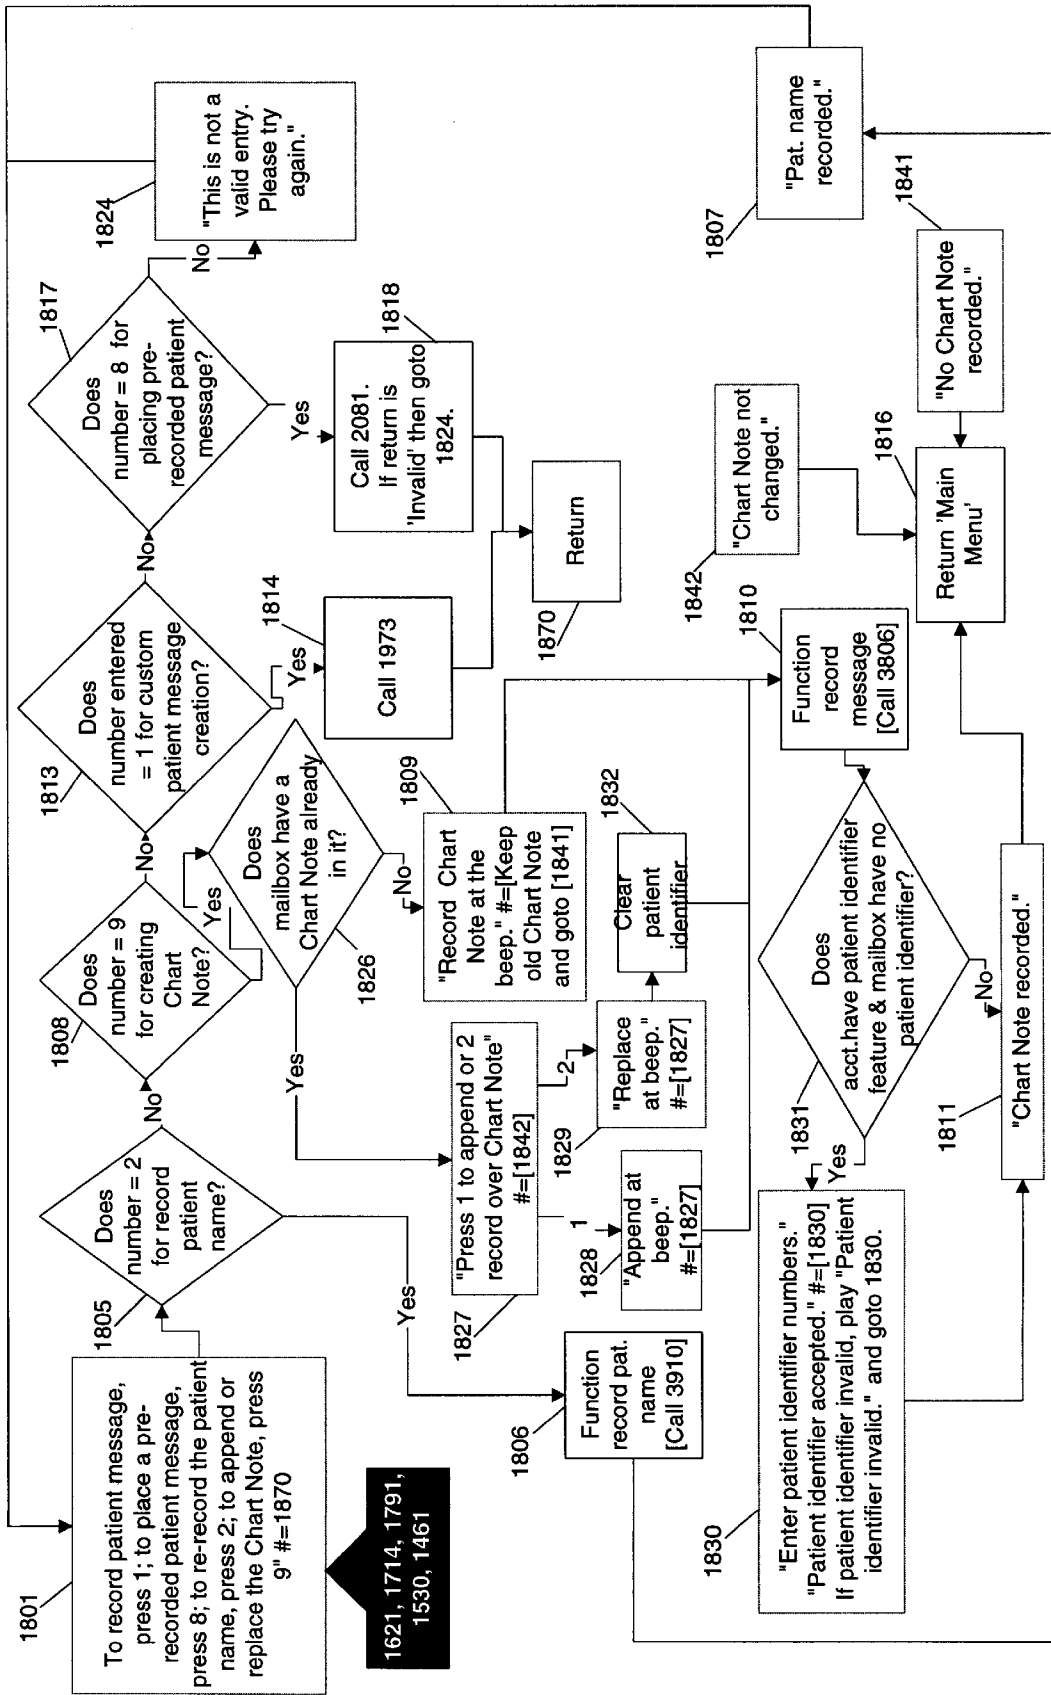 1801
To record patient message,
press 1; to place a pre-
recorded patient message,
press 8; to re-record the patient
name, press 2; to append or
replace the Chart Note, press
9" #=1870
1621, 1714, 1791,
1530, 1461
1805
Does
number = 2
for record
patient
name?
No
Yes
1808
Does
number = 9
for creating
Chart
Note?
No
Yes
1813
Does
number entered
= 1 for custom
patient message
creation?
No
Yes
1817
Does
number = 8 for
placing pre-
recorded patient
message?
No
Yes
1824
"This is not a
valid entry.
Please try
again."
1826
Does
mailbox have a
Chart Note already
in it?
Yes
No
1814
Call 1973
1818
Call 2081.
If return is
'Invalid' then goto
1824.
1870
Return
1809
"Record Chart
Note at the
beep." #=[Keep
old Chart Note
and goto [1841]
1827
"Press 1 to append or 2
record over Chart Note"
#=[1842]
1
2
1828
"Append at
beep."
#=[1827]
1829
"Replace
at beep."
#=[1827]
1832
Clear
patient
identifier
1806
Function
record pat.
name
[Call 3910]
1807
"Pat. name
recorded."
1810
Function
record
message
[Call 3806]
1842
"Chart Note not
changed."
1841
"No Chart Note
recorded."
1816
Return 'Main
Menu'
1831
Does
acct.have patient identifier
feature & mailbox have no
patient identifier?
Yes
No
1830
"Enter patient identifier numbers."
"Patient identifier accepted." #=[1830]
If patient identifier invalid, play "Patient
identifier invalid." and goto 1830.
1811
"Chart Note recorded."